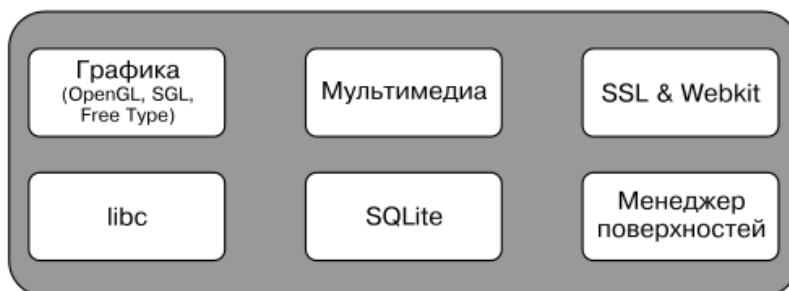 Графика
(OpenGL, SGL,
Free Type)
Мультимедиа
SSL & Webkit
libc
SQLite
Менеджер
поверхностей